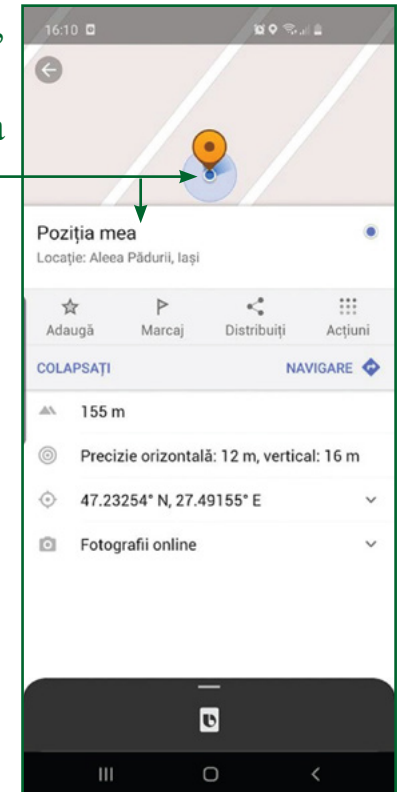 ,
a
16:10
Poziția mea
Locație: Aleea Pădurii, Iași
Adaugă Marcaj Distribuiți Acțiuni
COLAPSAȚI NAVIGARE
155 m
Precizie orizontală: 12 m, vertical: 16 m
47.23254° N, 27.49155° E
Fotografii online